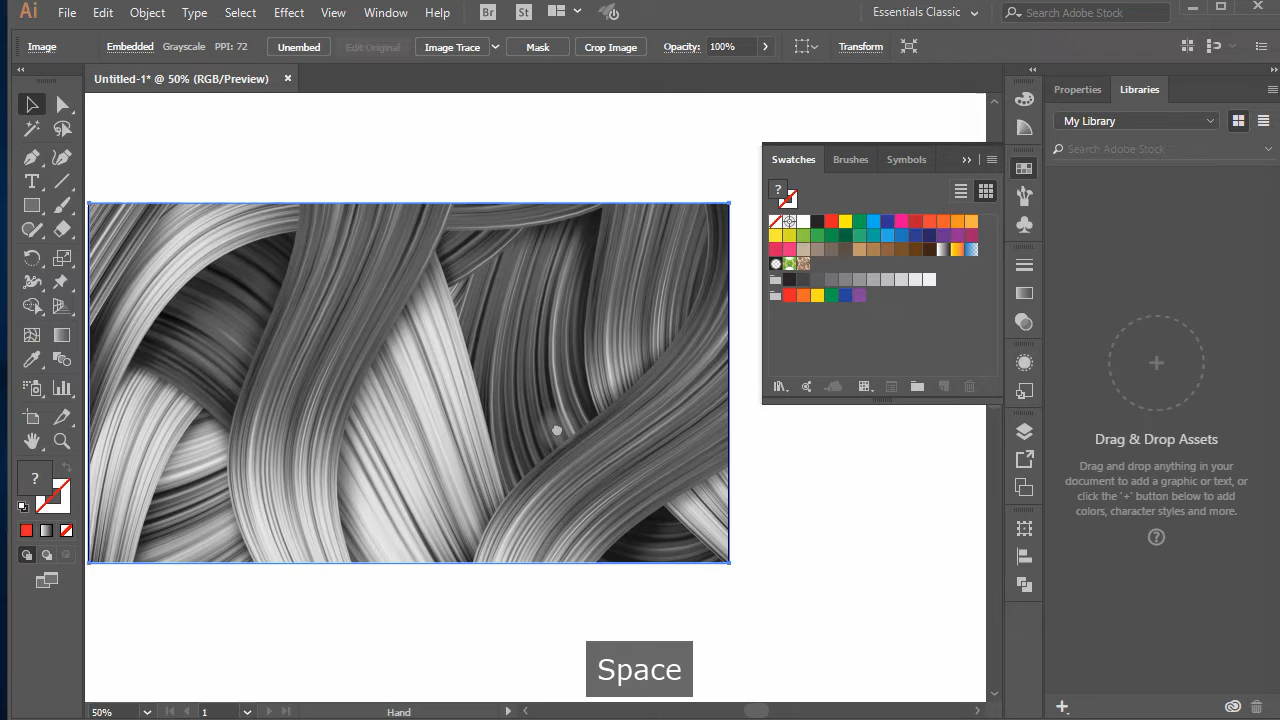 Ai File Edit Object Type Select Effect View Window Help Br St Essentials Classic Search Adobe Stock
Image Embedded Grayscale PPI: 72 Unembed Edit Original Image Trace Mask Crop Image Opacity: 100% Transform
Untitled-1* @ 50% (RGB/Preview)
Properties Libraries
My Library
Search Adobe Stock
Swatches Brushes Symbols
?
T
Drag & Drop Assets
Drag and drop anything in your
document to add a graphic or text, or
click the '+' button below to add
colors, character styles and more.
?
?
Space
50% 1 Hand